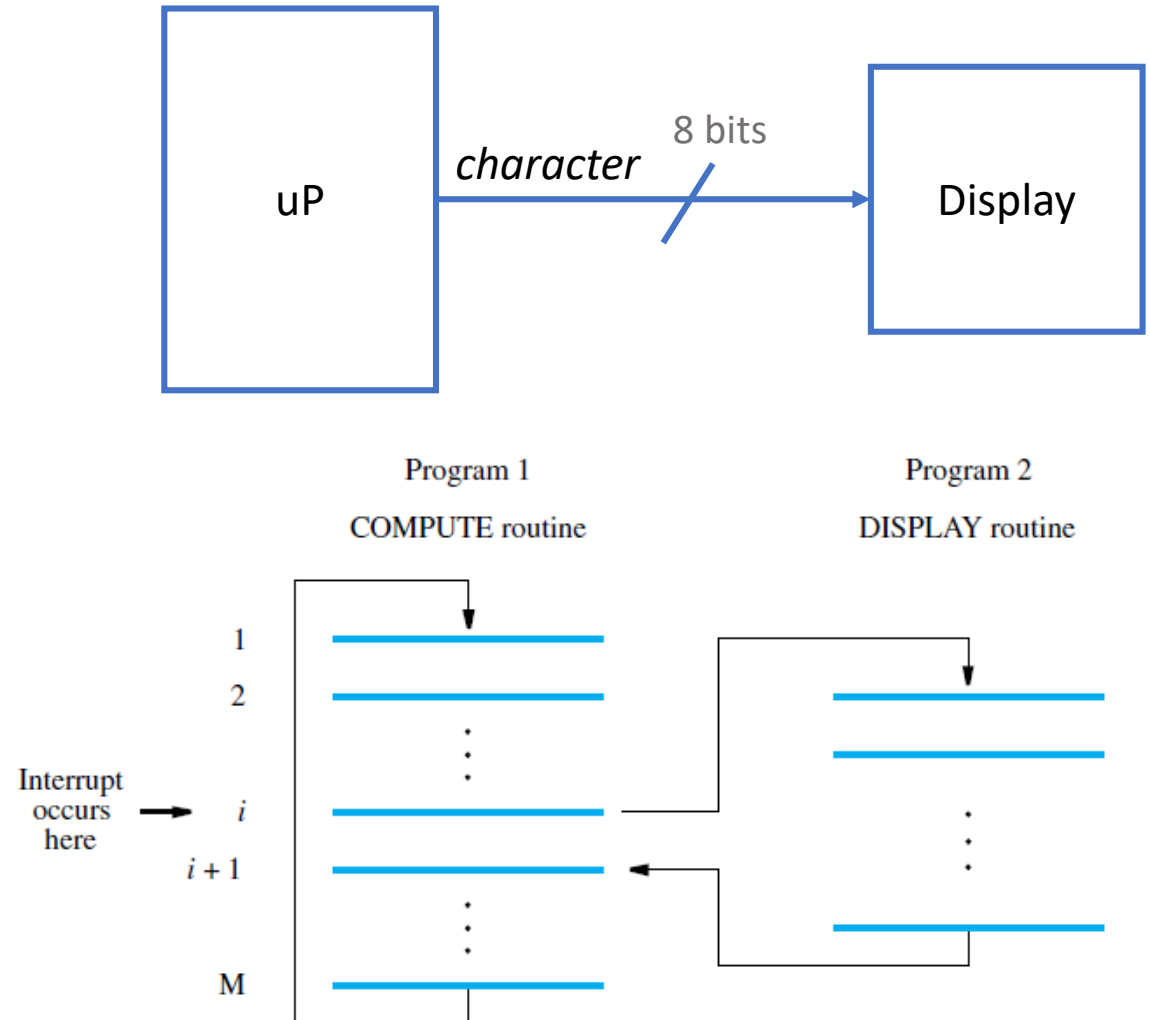 8 bits
character
uP
Display
Program 1
Program 2
COMPUTE routine
DISPLAY routine
1
2
Interrupt
occurs
here
i
i + 1
M